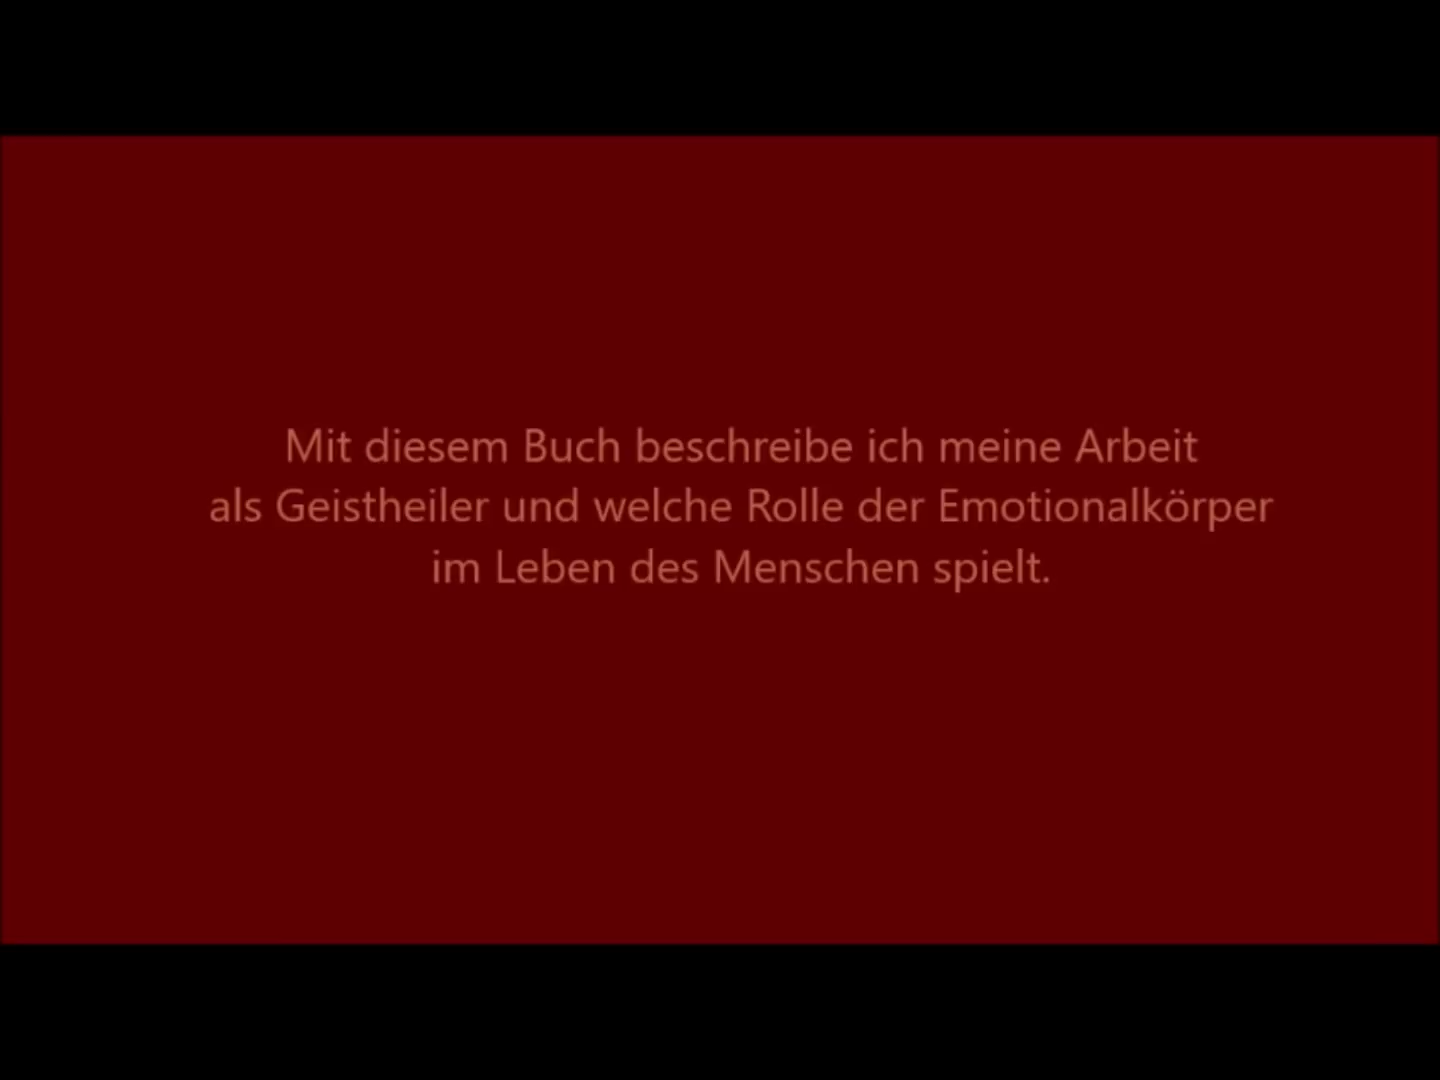 Mit diesem Buch beschreibe ich meine Arbeit
als Geistheiler und welche Rolle der Emotionalkörper
im Leben des Menschen spielt.